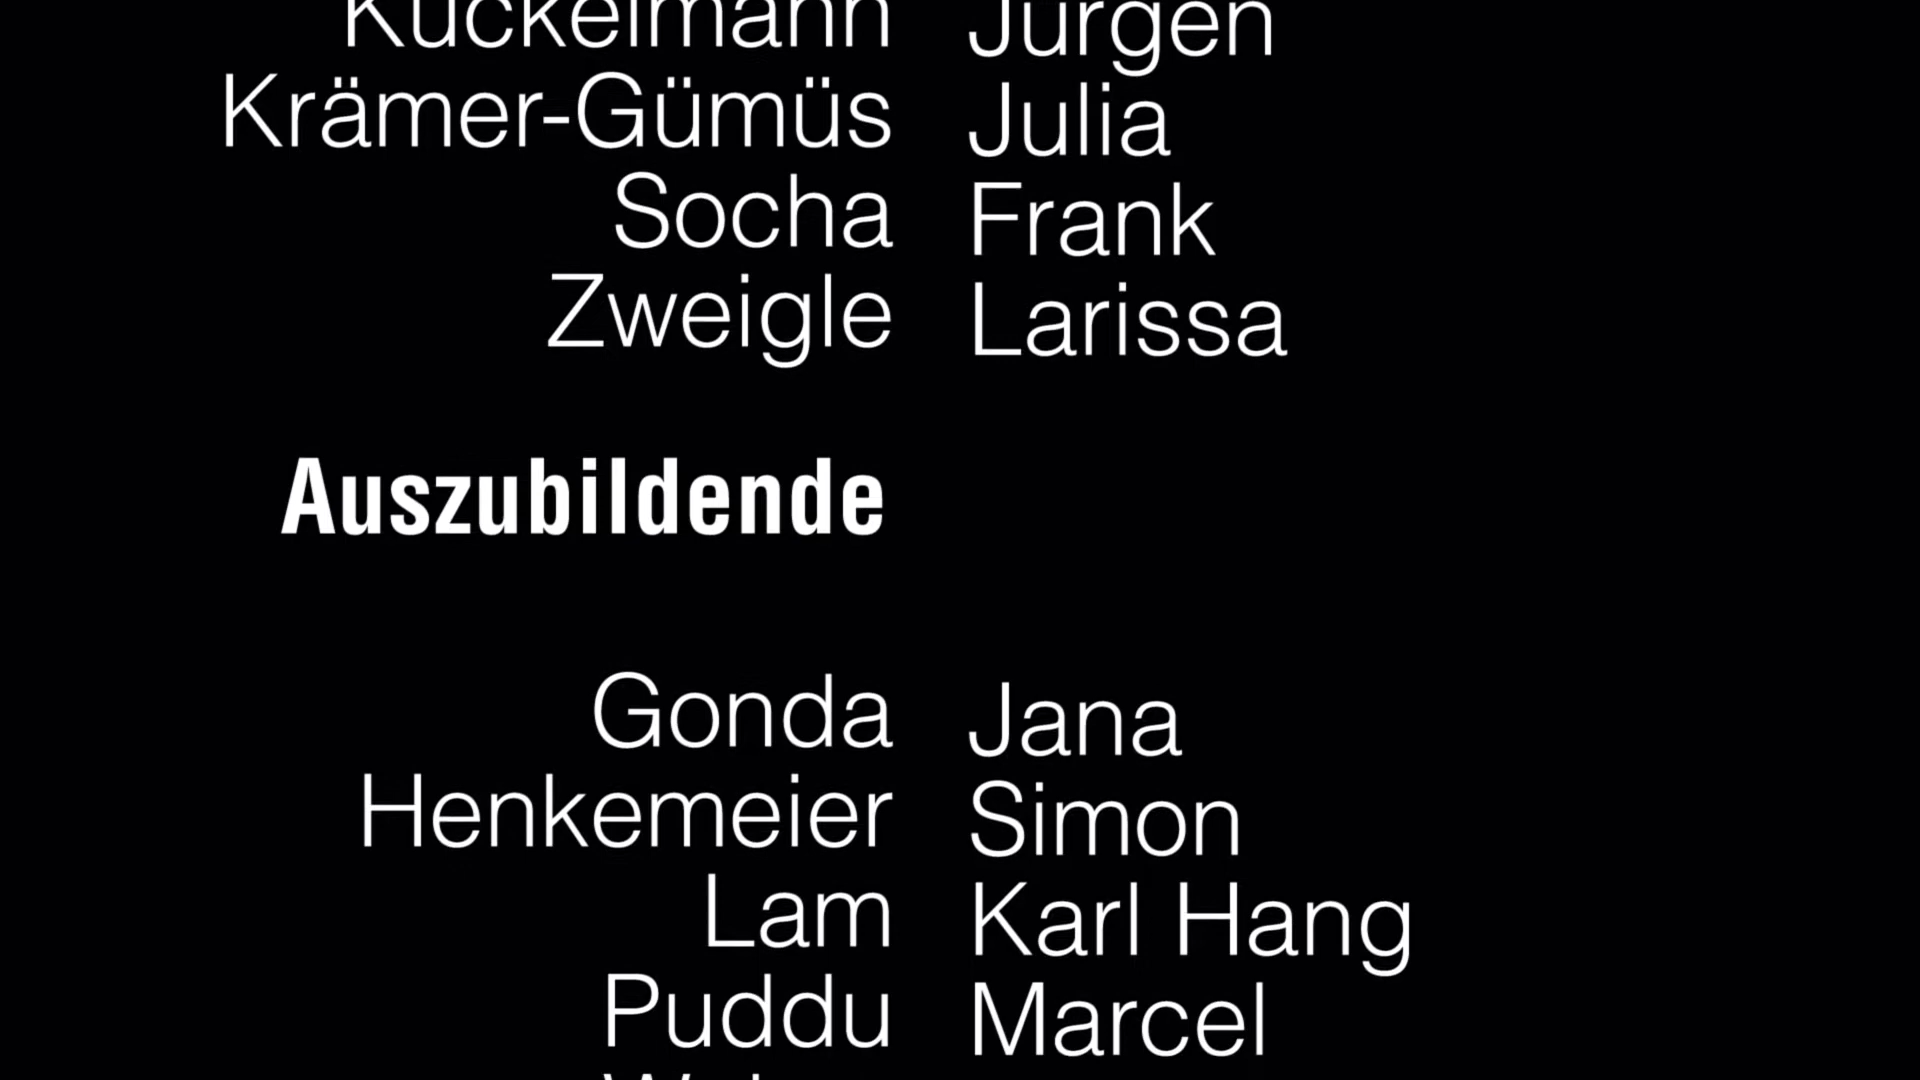 Kuckelmann Jürgen
Krämer-Gümüs Julia
Socha Frank
Zweigle Larissa
Auszubildende
Gonda Jana
Henkemeier Simon
Lam Karl Hang
Puddu Marcel